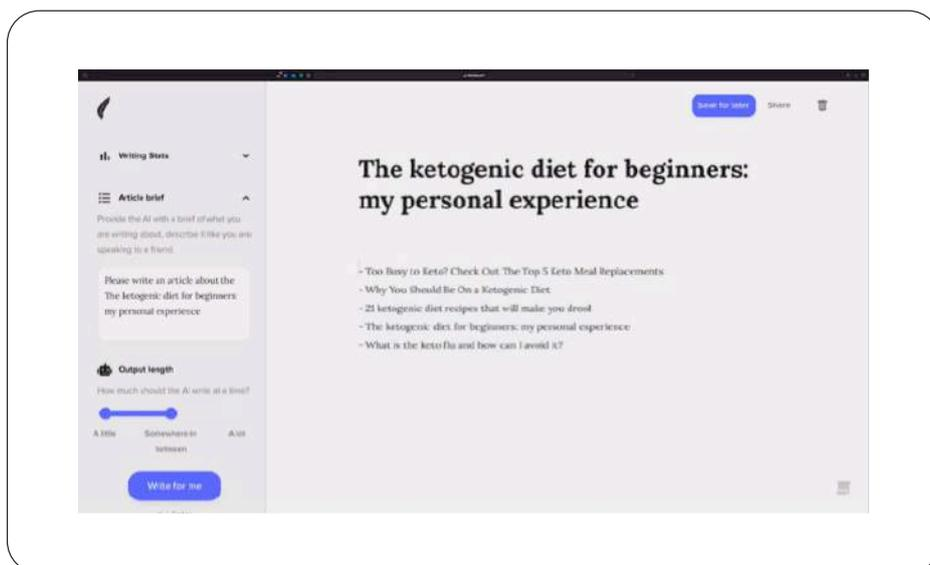 Save for later Share
Writing Stats
Article brief
Provide the AI with a brief of what you
are writing about, describe it like you are
speaking to a friend.
Please write an article about the
The ketogenic diet for beginners:
my personal experience
Output length
How much should the AI write at a time?
A little Somewhere in A lot
between
Write for me
The ketogenic diet for beginners:
my personal experience
- Too Busy to Keto? Check Out The Top 5 Keto Meal Replacements
- Why You Should Be On a Ketogenic Diet
- 21 ketogenic diet recipes that will make you drool
- The ketogenic diet for beginners: my personal experience
- What is the keto flu and how can I avoid it?